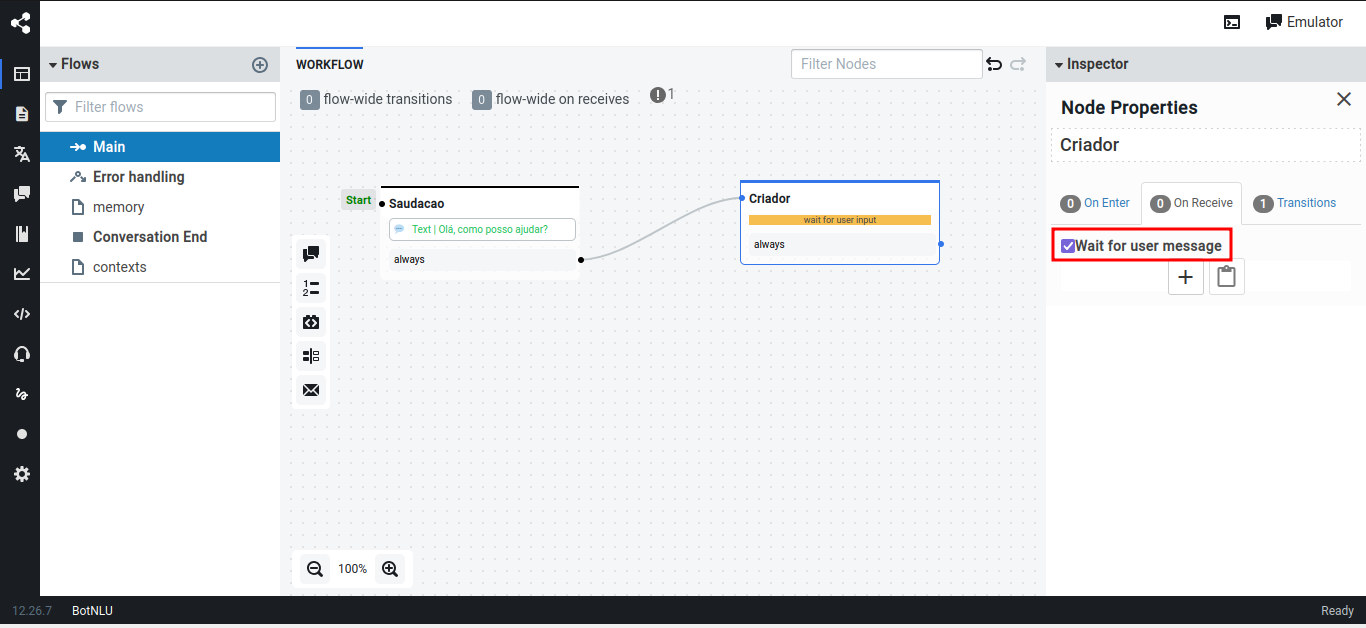 Emulator
Flows
Filter flows
Main
Error handling
memory
Conversation End
contexts
WORKFLOW
Filter Nodes
0 flow-wide transitions 0 flow-wide on receives 1
Start
Saudacao
Text | Olá, como posso ajudar?
always
Criador
wait for user input
always
1
2
100%
Inspector
Node Properties
Criador
0 On Enter 0 On Receive 1 Transitions
Wait for user message
12.26.7 BotNLU Ready